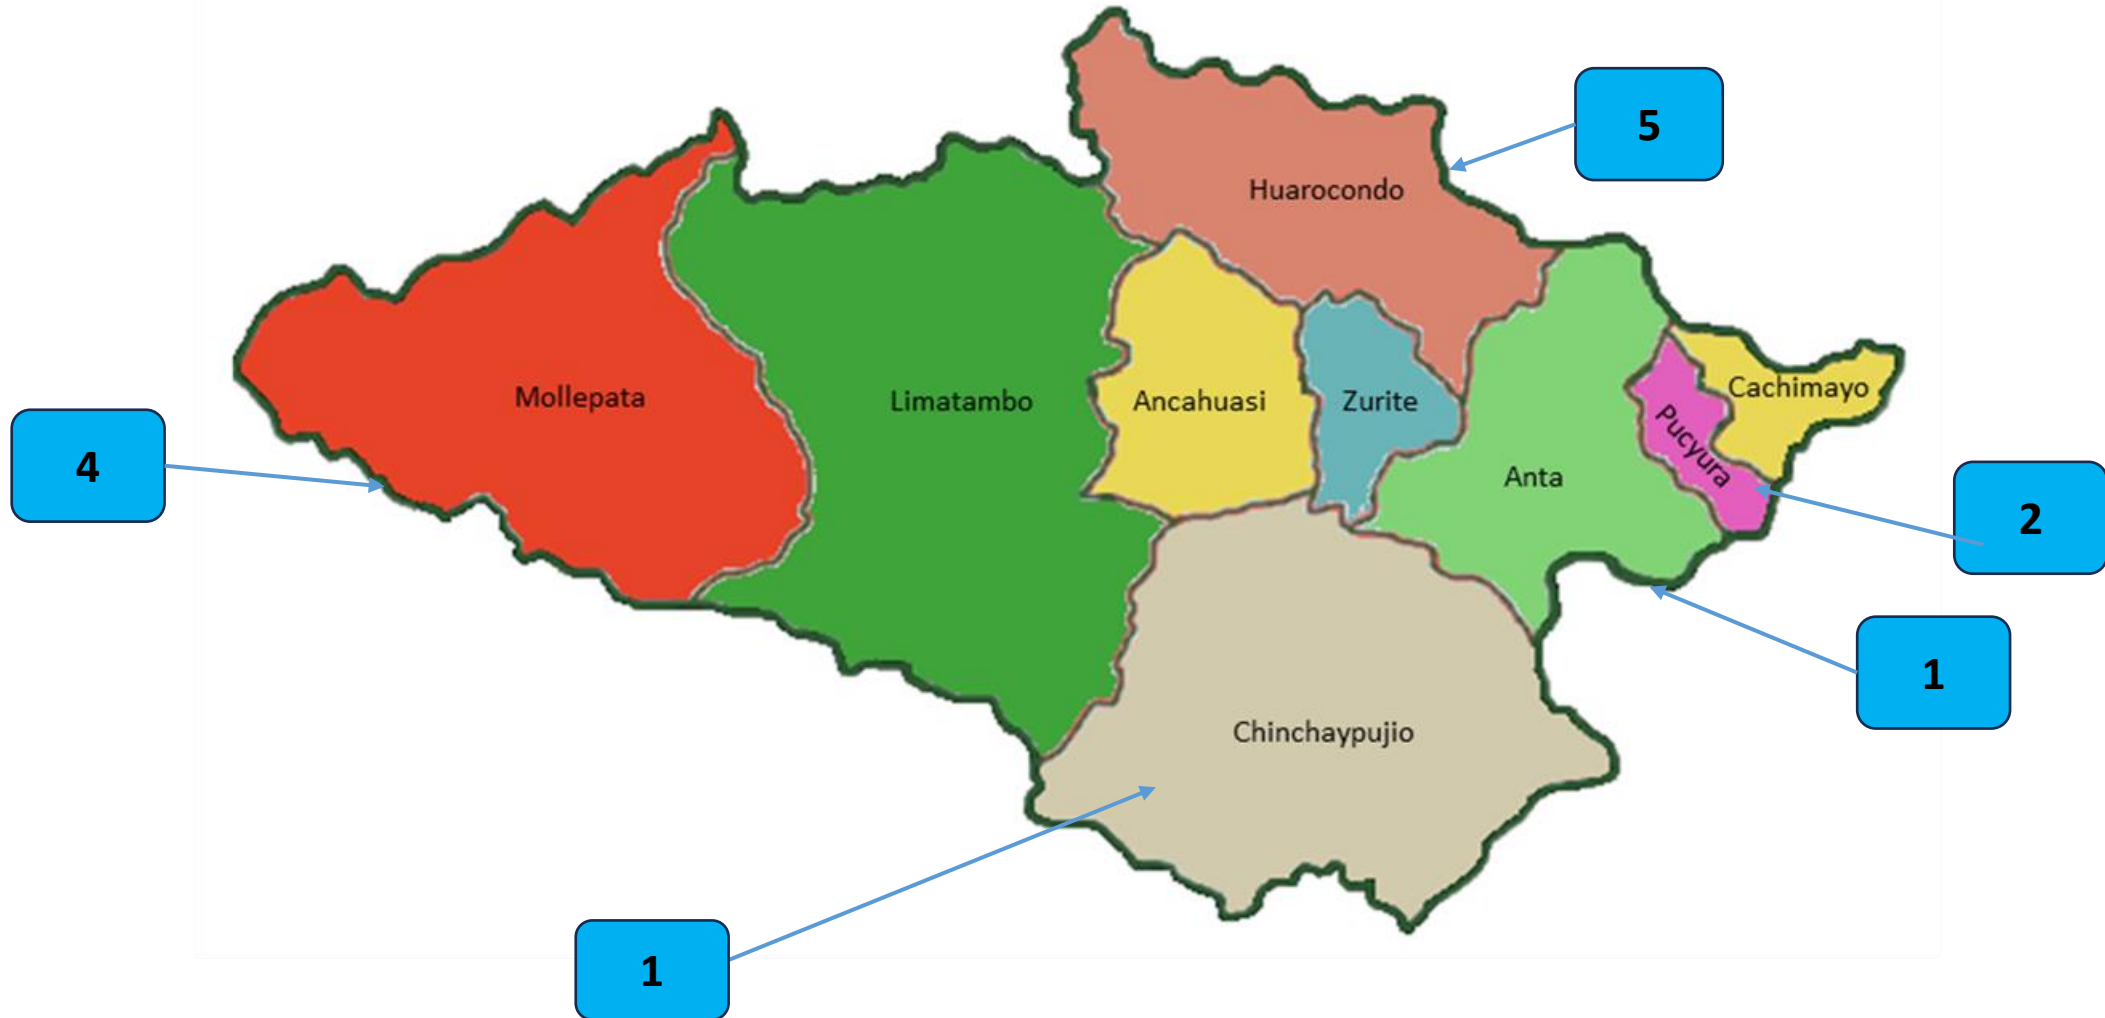 5
Huarocondo
Mollepata
Limatambo
Ancahuasi
Zurite
Cachimayo
Pucyura
Anta
4
2
1
Chinchaypujio
1